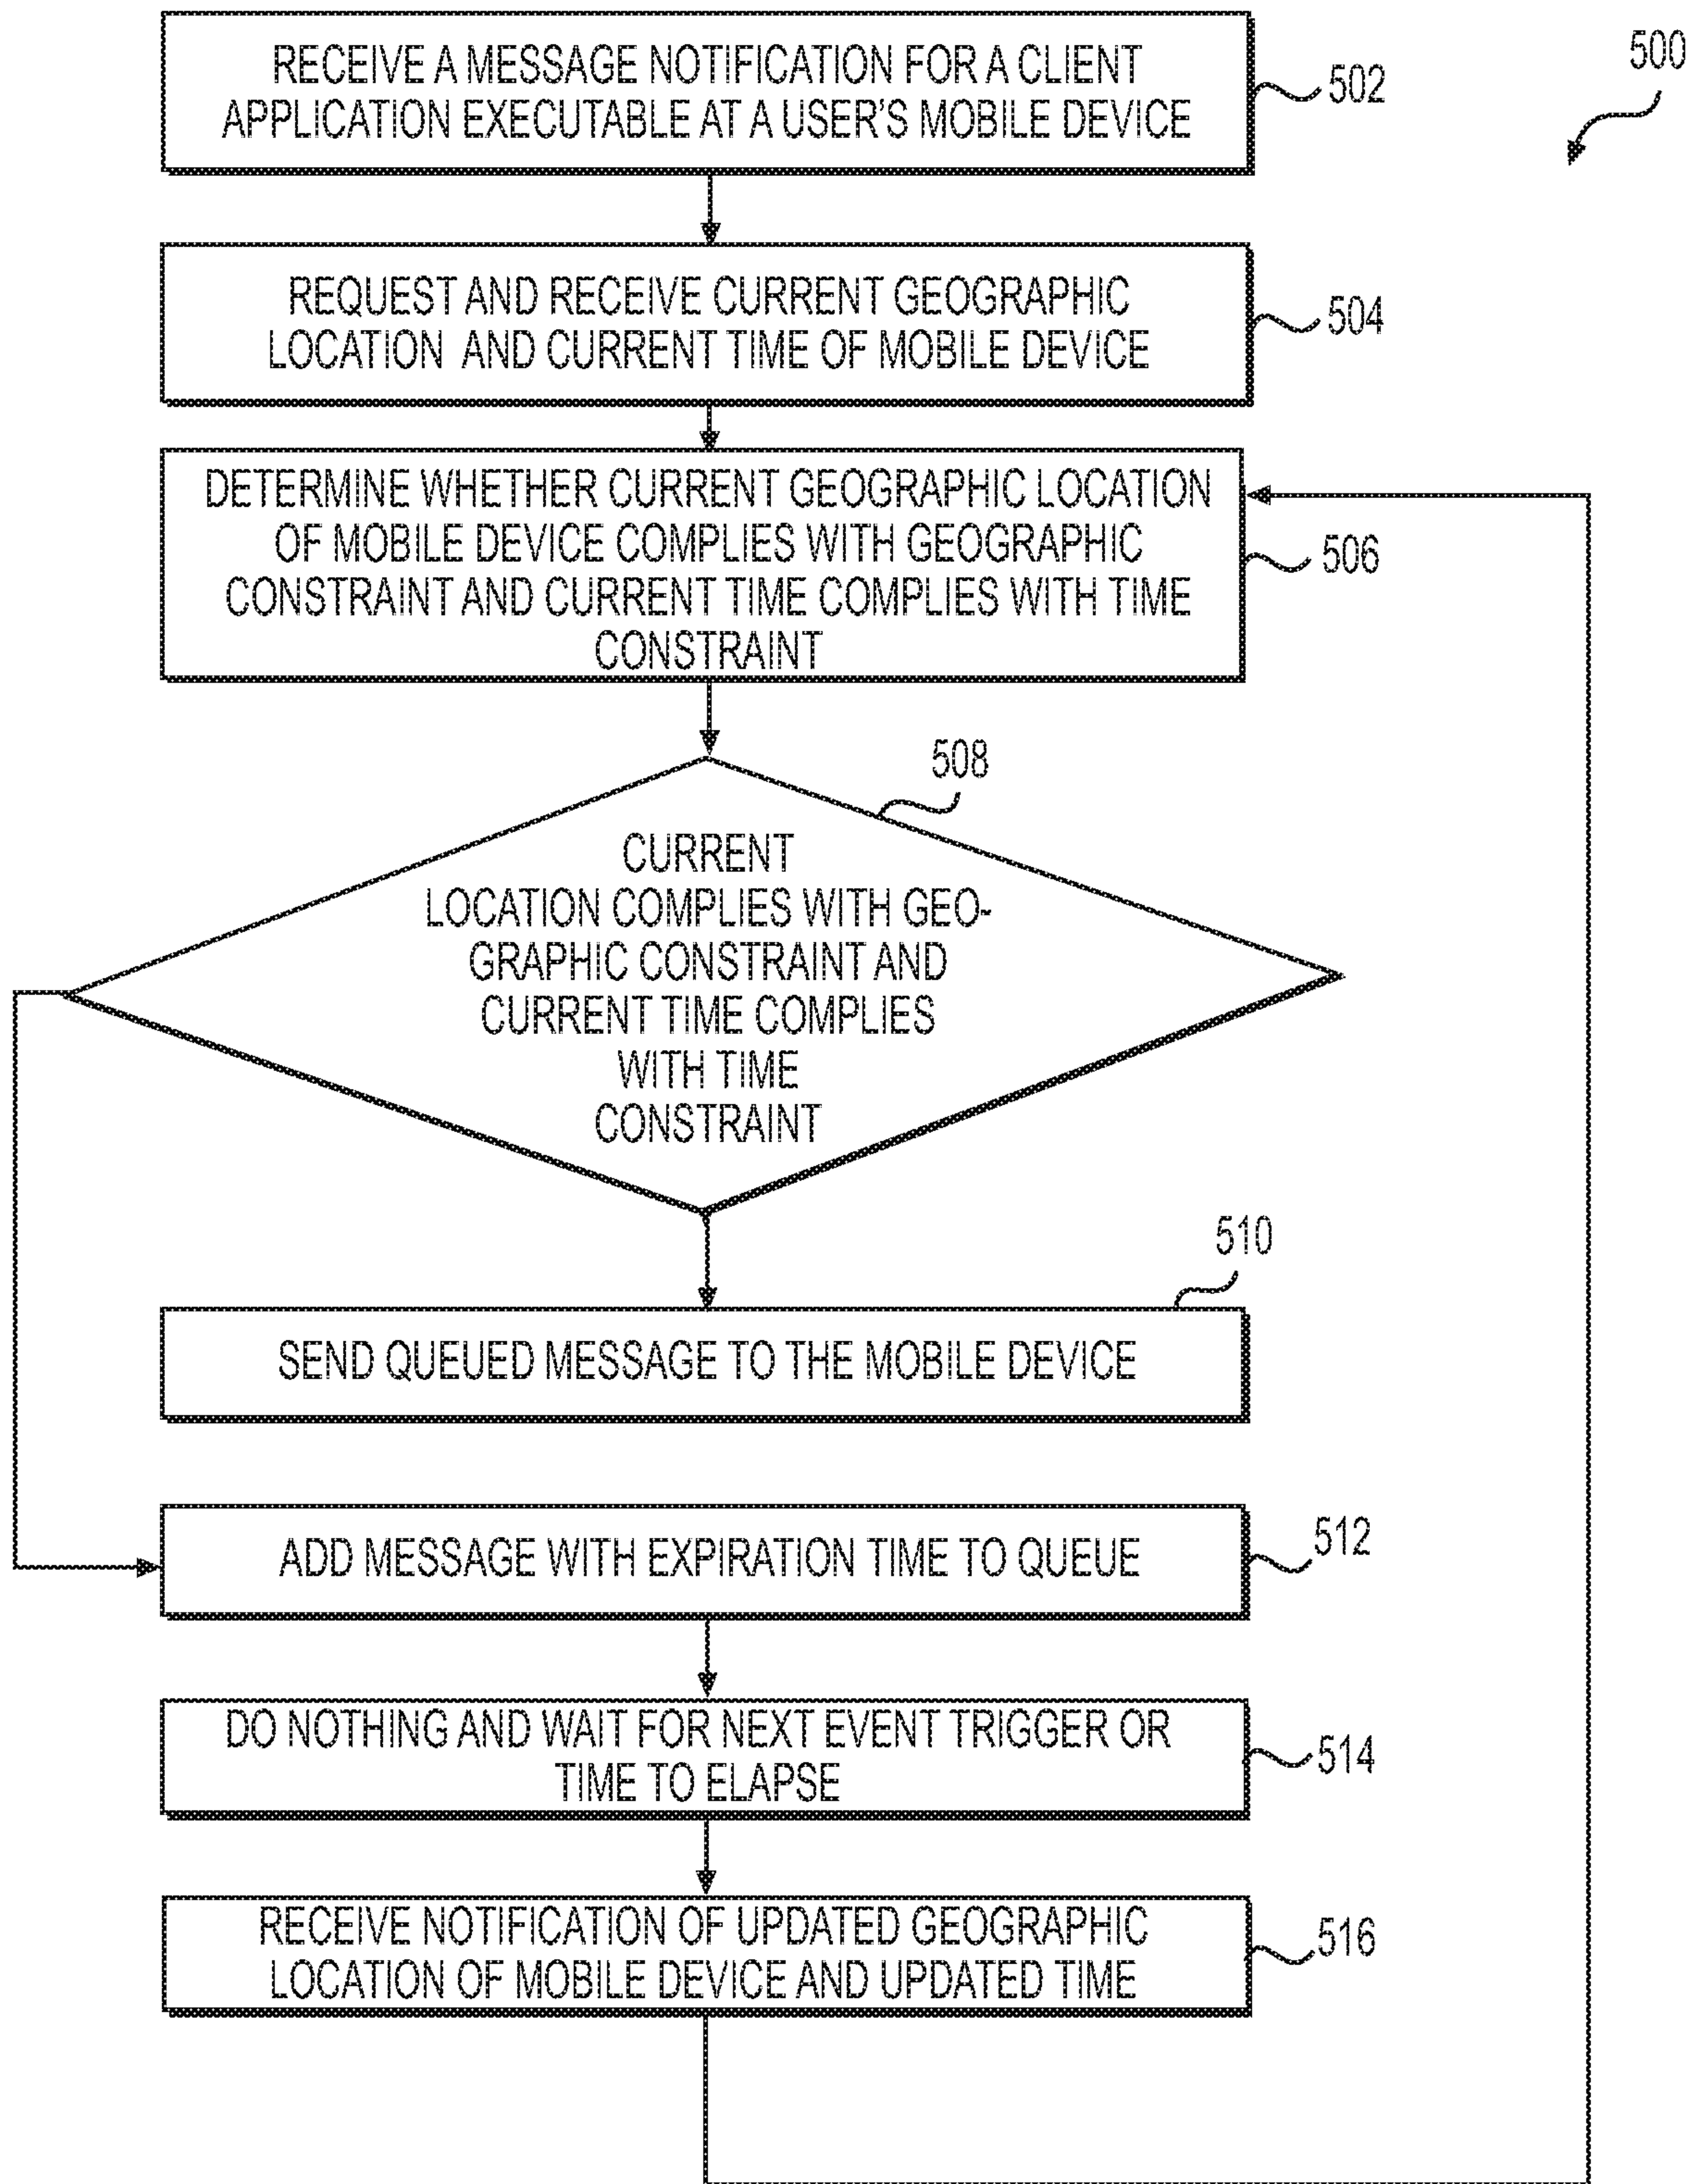 500
RECEIVE A MESSAGE NOTIFICATION FOR A CLIENT
APPLICATION EXECUTABLE AT A USER'S MOBILE DEVICE
502
REQUEST AND RECEIVE CURRENT GEOGRAPHIC
LOCATION AND CURRENT TIME OF MOBILE DEVICE
504
DETERMINE WHETHER CURRENT GEOGRAPHIC LOCATION
OF MOBILE DEVICE COMPLIES WITH GEOGRAPHIC
CONSTRAINT AND CURRENT TIME COMPLIES WITH TIME
CONSTRAINT
506
508
CURRENT
LOCATION COMPLIES WITH GEO-
GRAPHIC CONSTRAINT AND
CURRENT TIME COMPLIES
WITH TIME
CONSTRAINT
510
SEND QUEUED MESSAGE TO THE MOBILE DEVICE
ADD MESSAGE WITH EXPIRATION TIME TO QUEUE
512
DO NOTHING AND WAIT FOR NEXT EVENT TRIGGER OR
TIME TO ELAPSE
514
RECEIVE NOTIFICATION OF UPDATED GEOGRAPHIC
LOCATION OF MOBILE DEVICE AND UPDATED TIME
516